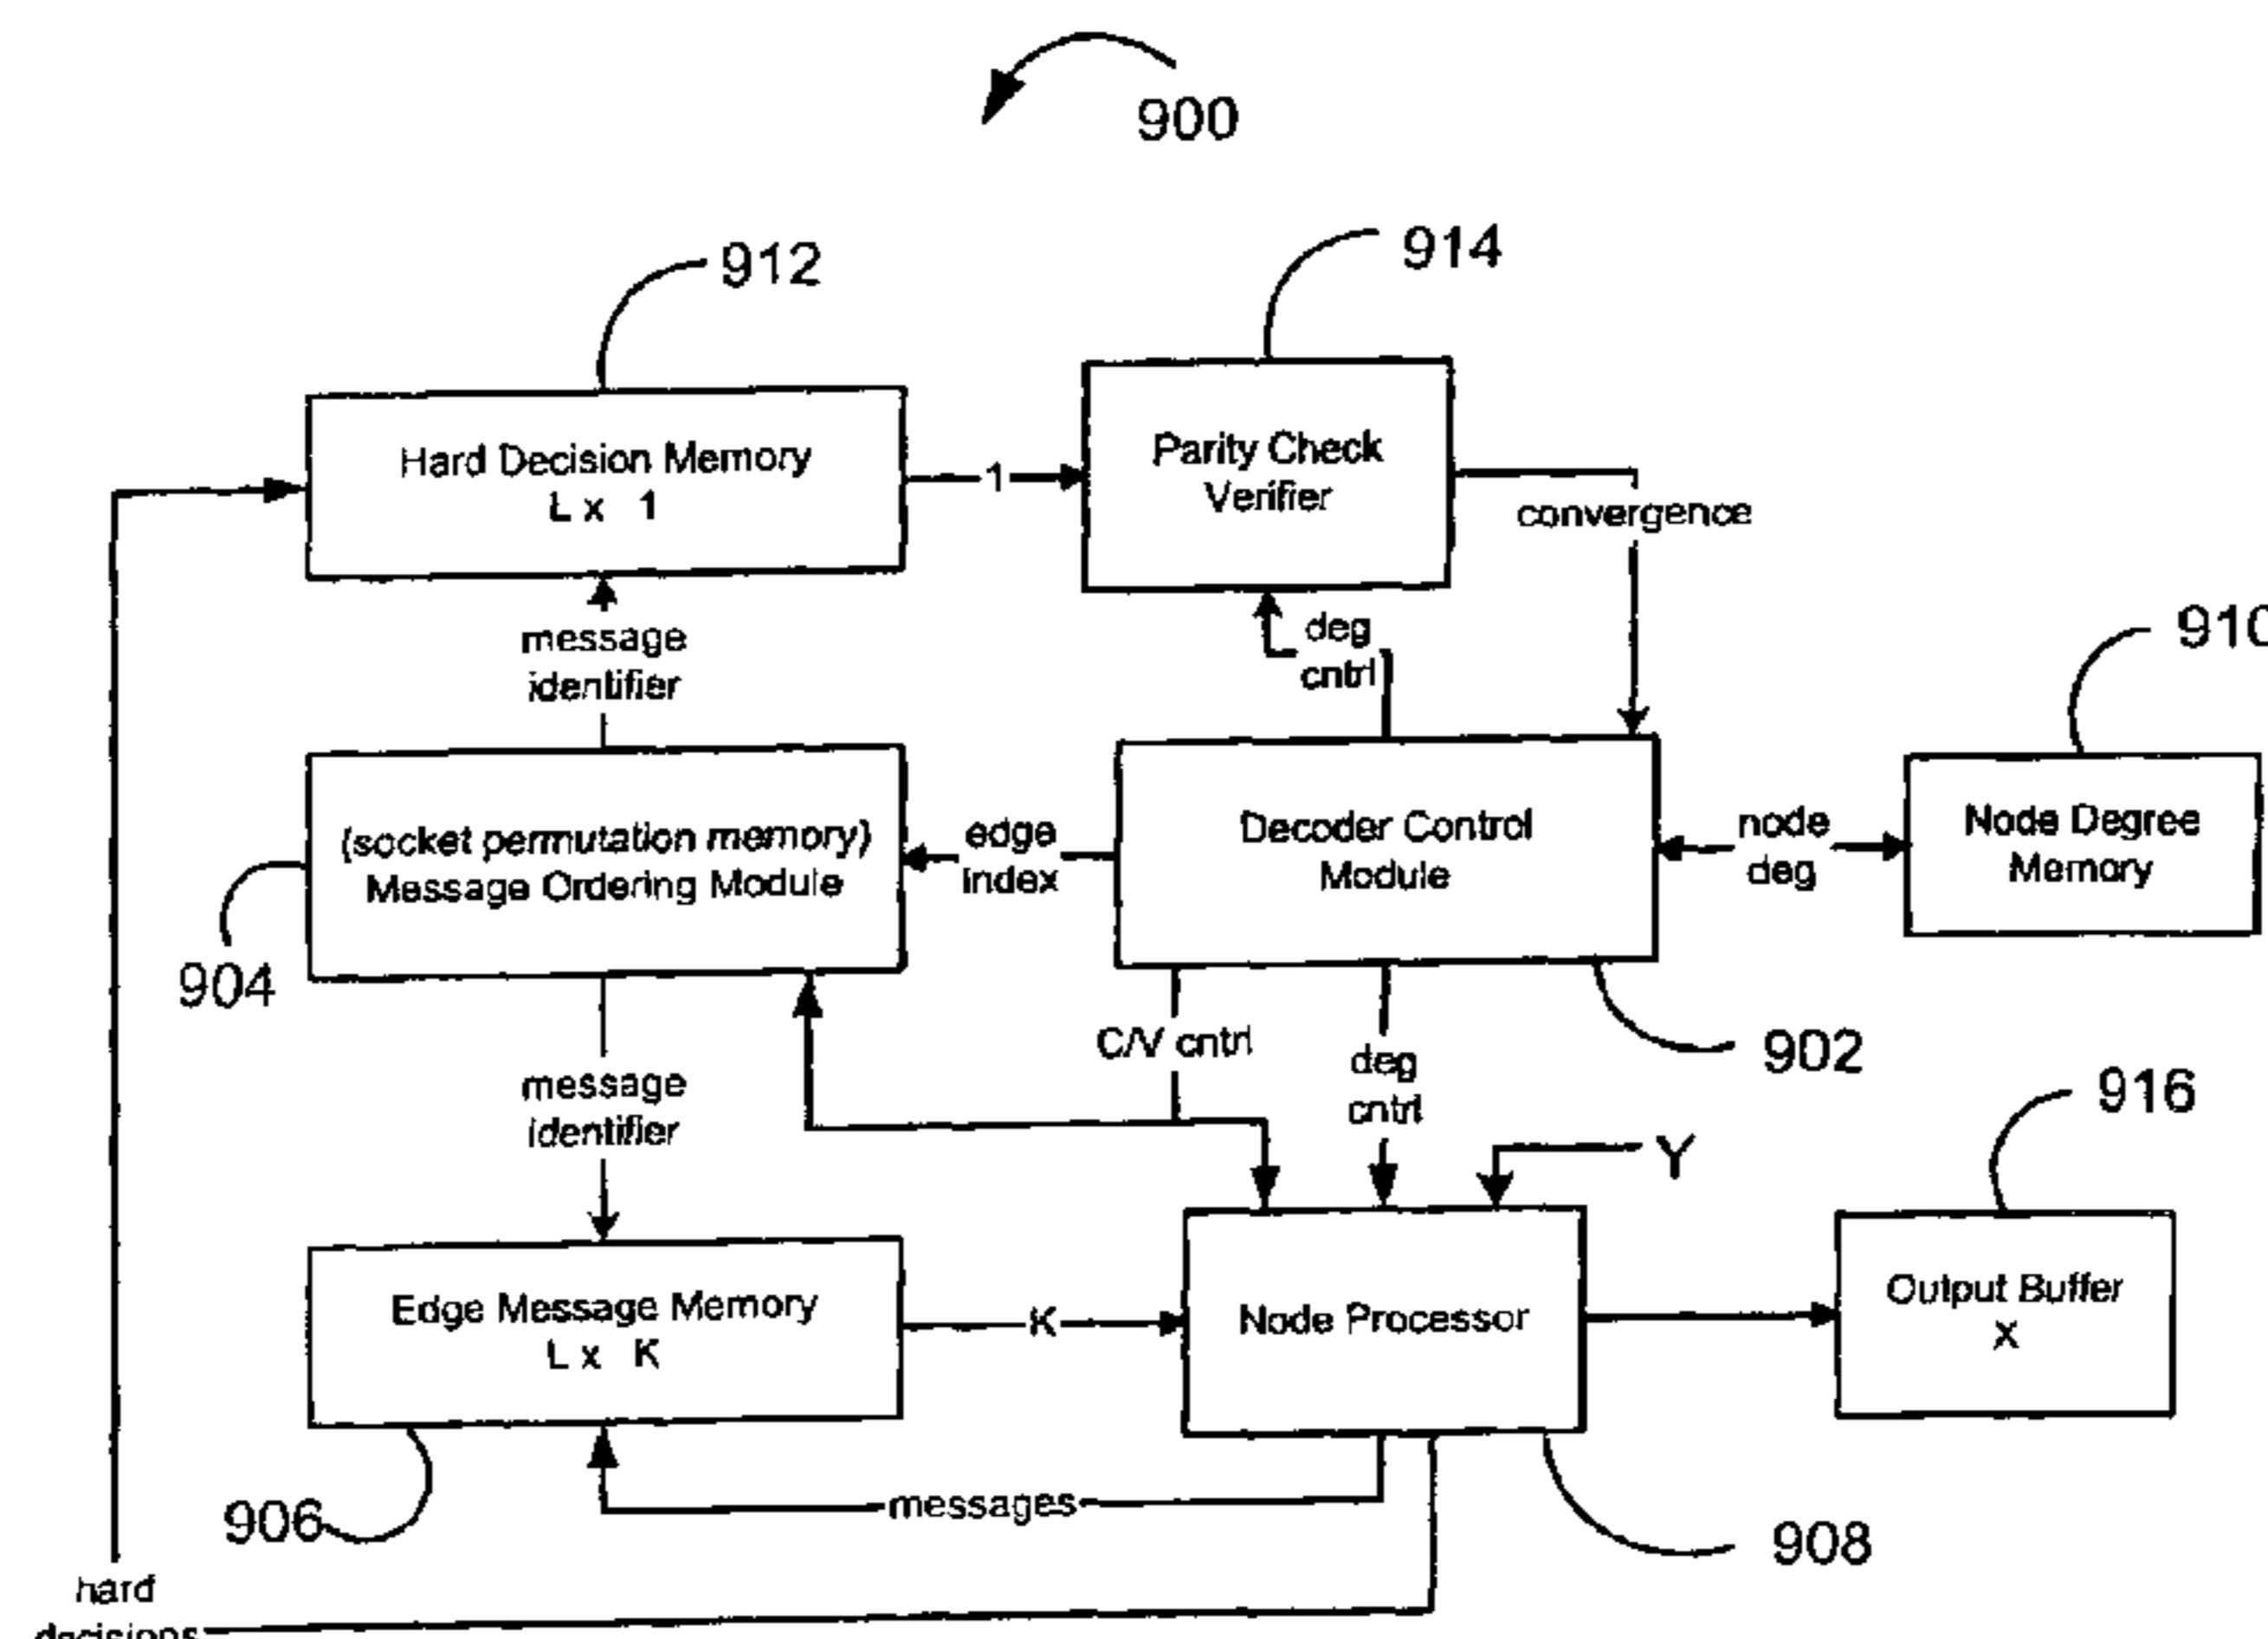 900
912
914
Hard Decision Memory
L x 1
1
Parity Check
Verifier
convergence
message
identifier
deg
cntrl
910
(socket permutation memory)
Message Ordering Module
edge
index
Decoder Control
Module
node
deg
Node Degree
Memory
904
C/V cntrl
deg
cntrl
902
message
identifier
916
Y
Edge Message Memory
L x K
K
Node Processor
Output Buffer
X
906
messages
908
hard
decisions